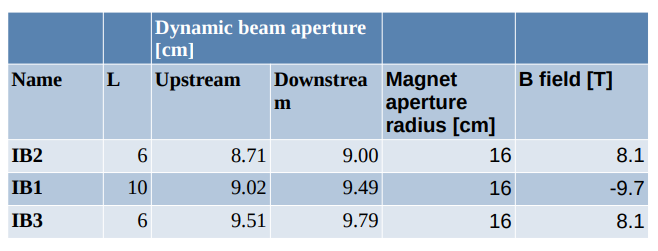 Dynamic beam aperture
[cm]
Name L Upstream Downstrea Magnet B field [T]
m aperture
radius [cm]
IB2 6 8.71 9.00 16 8.1
IB1 10 9.02 9.49 16 -9.7
IB3 6 9.51 9.79 16 8.1